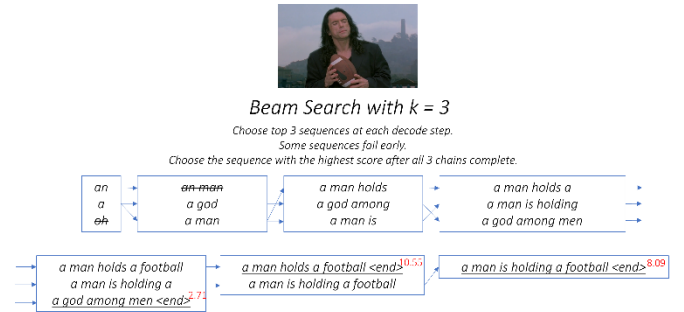 Beam Search with k = 3
Choose top 3 sequences at each decode step.
Some sequences fail early.
Choose the sequence with the highest score after all 3 chains complete.
an
a
oh
an man
a god
a man
a man holds
a god among
a man is
a man holds a
a man is holding
a god among men
a man holds a football
a man is holding a
a god among men <end> 2.71
a man holds a football <end> 10.55
a man is holding a football
a man is holding a football <end> 8.09